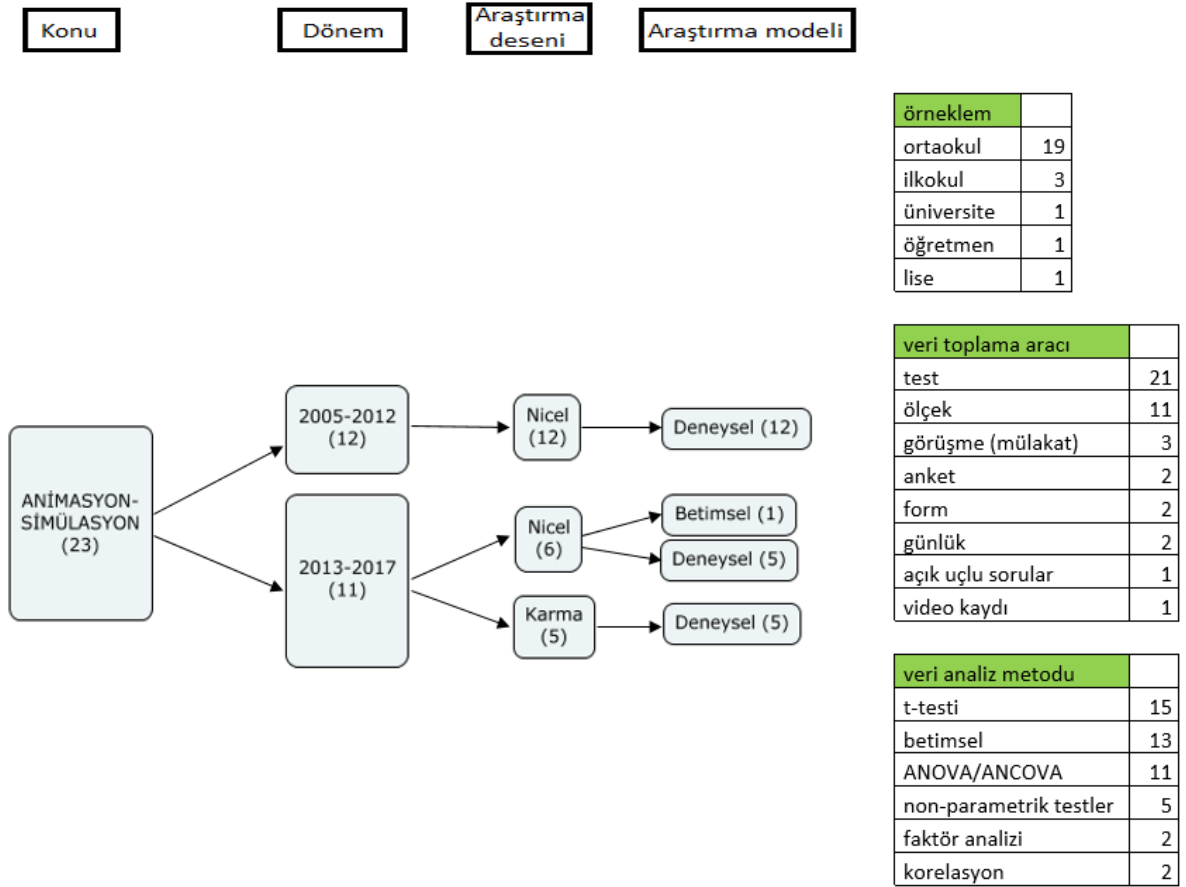 Konu
Dönem
Araştırma
deseni
Araştırma modeli
ANİMASYON-
SİMÜLASYON
(23)
2005-2012
(12)
Nicel
(12)
Deneysel (12)
2013-2017
(11)
Nicel
(6)
Betimsel (1)
Deneysel (5)
Karma
(5)
Deneysel (5)
örneklem
ortaokul 19
ilkokul 3
üniversite 1
öğretmen 1
lise 1
veri toplama aracı
test 21
ölçek 11
görüşme (mülakat) 3
anket 2
form 2
günlük 2
açık uçlu sorular 1
video kaydı 1
veri analiz metodu
t-testi 15
betimsel 13
ANOVA/ANCOVA 11
non-parametrik testler 5
faktör analizi 2
korelasyon 2